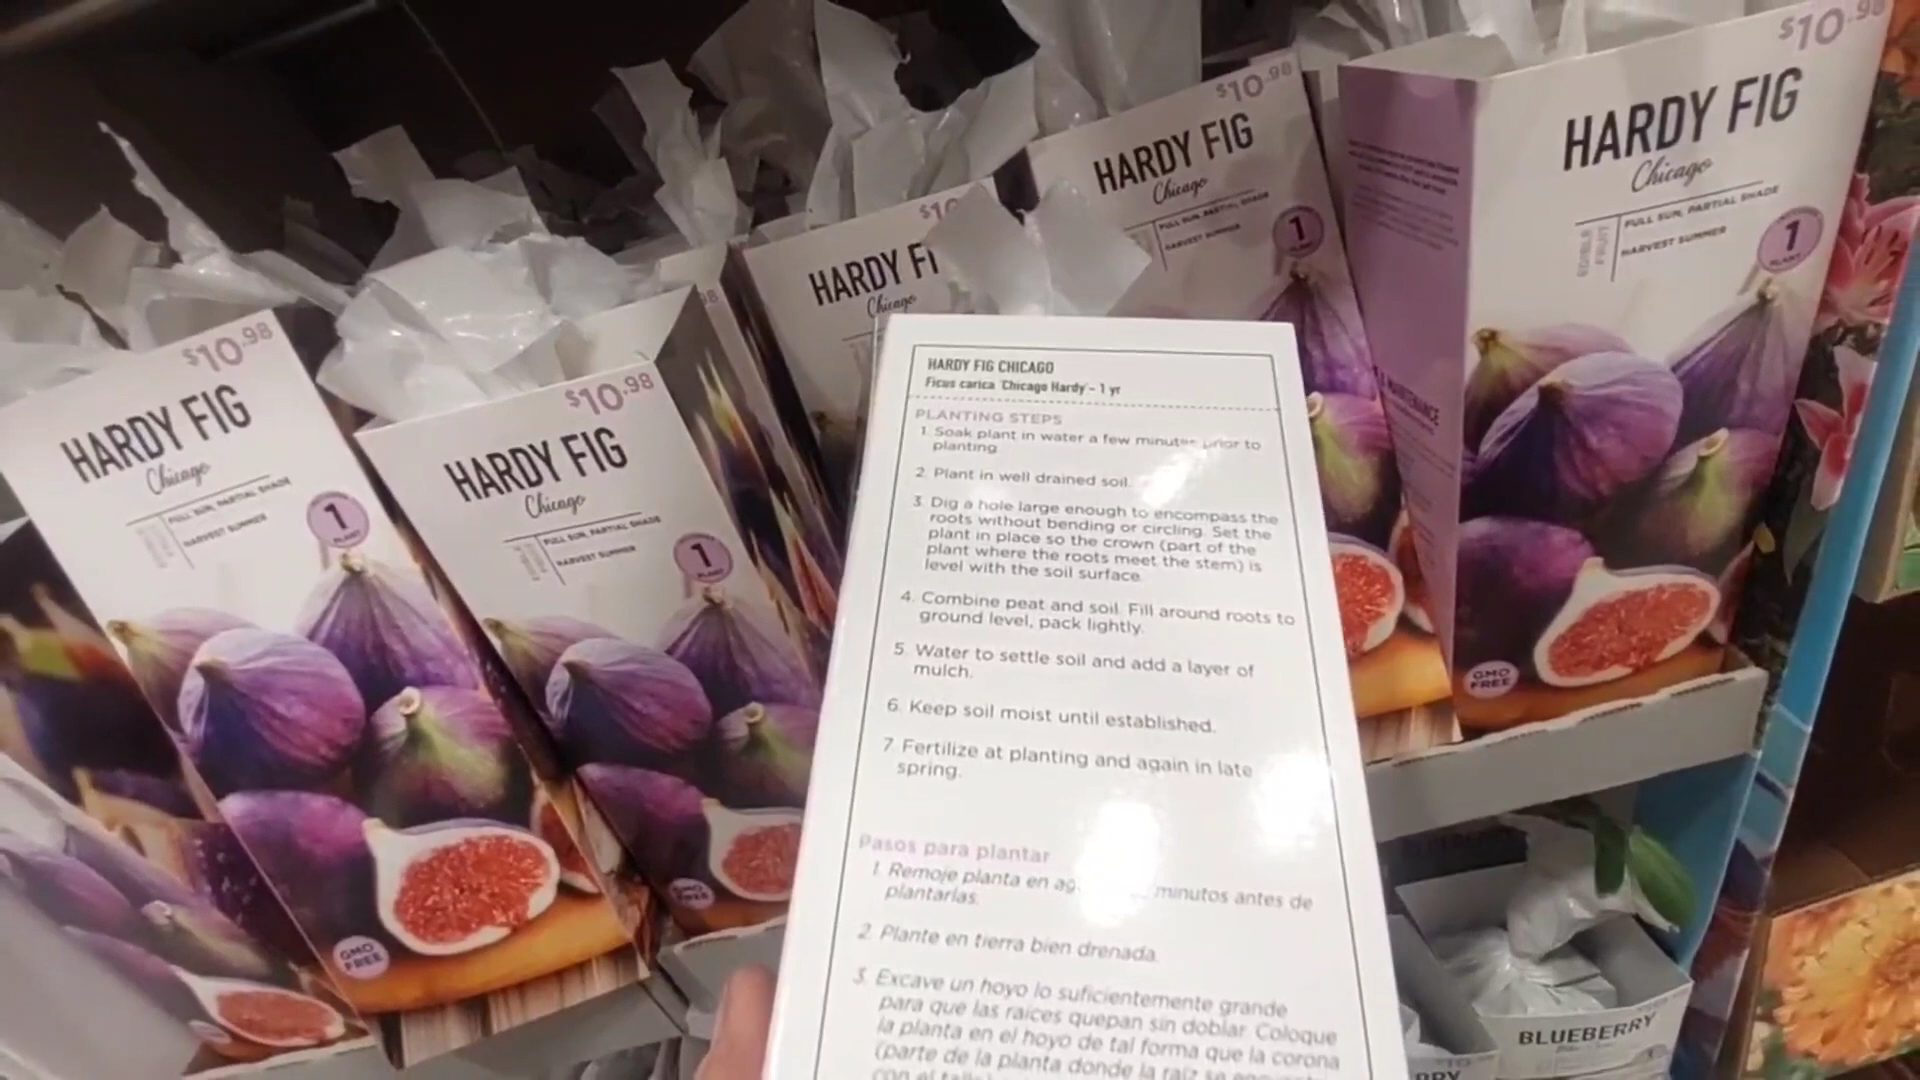 $10.98
HARDY FIG
Chicago
FULL SUN, PARTIAL SHADE
HARVEST SUMMER
1
PLANT
GMO
FREE
$10.98
HARDY FIG
Chicago
FULL SUN, PARTIAL SHADE
HARVEST SUMMER
1
PLANT
GMO
FREE
$10
HARDY FI
Chicago
$10.98
HARDY FIG
Chicago
FULL SUN, PARTIAL SHADE
HARVEST SUMMER
1
$10.98
HARDY FIG
Chicago
EDIBLE
FRUIT
FULL SUN, PARTIAL SHADE
HARVEST SUMMER
1
PLANT
GMO
FREE
HARDY FIG CHICAGO
Ficus carica 'Chicago Hardy' - 1 yr
PLANTING STEPS
1. Soak plant in water a few minutes prior to
planting
2. Plant in well drained soil.
3. Dig a hole large enough to encompass the
roots without bending or circling. Set the
plant in place so the crown (part of the
plant where the roots meet the stem) is
level with the soil surface.
4. Combine peat and soil. Fill around roots to
ground level, pack lightly.
5. Water to settle soil and add a layer of
mulch.
6. Keep soil moist until established.
7. Fertilize at planting and again in late
spring.
Pasos para plantar
1. Remoje planta en minutos antes de
plantarlas.
2. Plante en tierra bien drenada.
3. Excave un hoyo lo suficientemente grande
para que las raíces quepan sin doblar. Coloque
la planta en el hoyo de tal forma que la corona
(parte de la planta donde la raíz se
BLUEBERRY